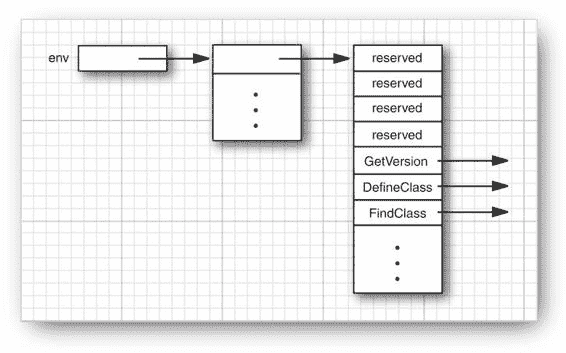 env
reserved
reserved
reserved
reserved
GetVersion
DefineClass
FindClass